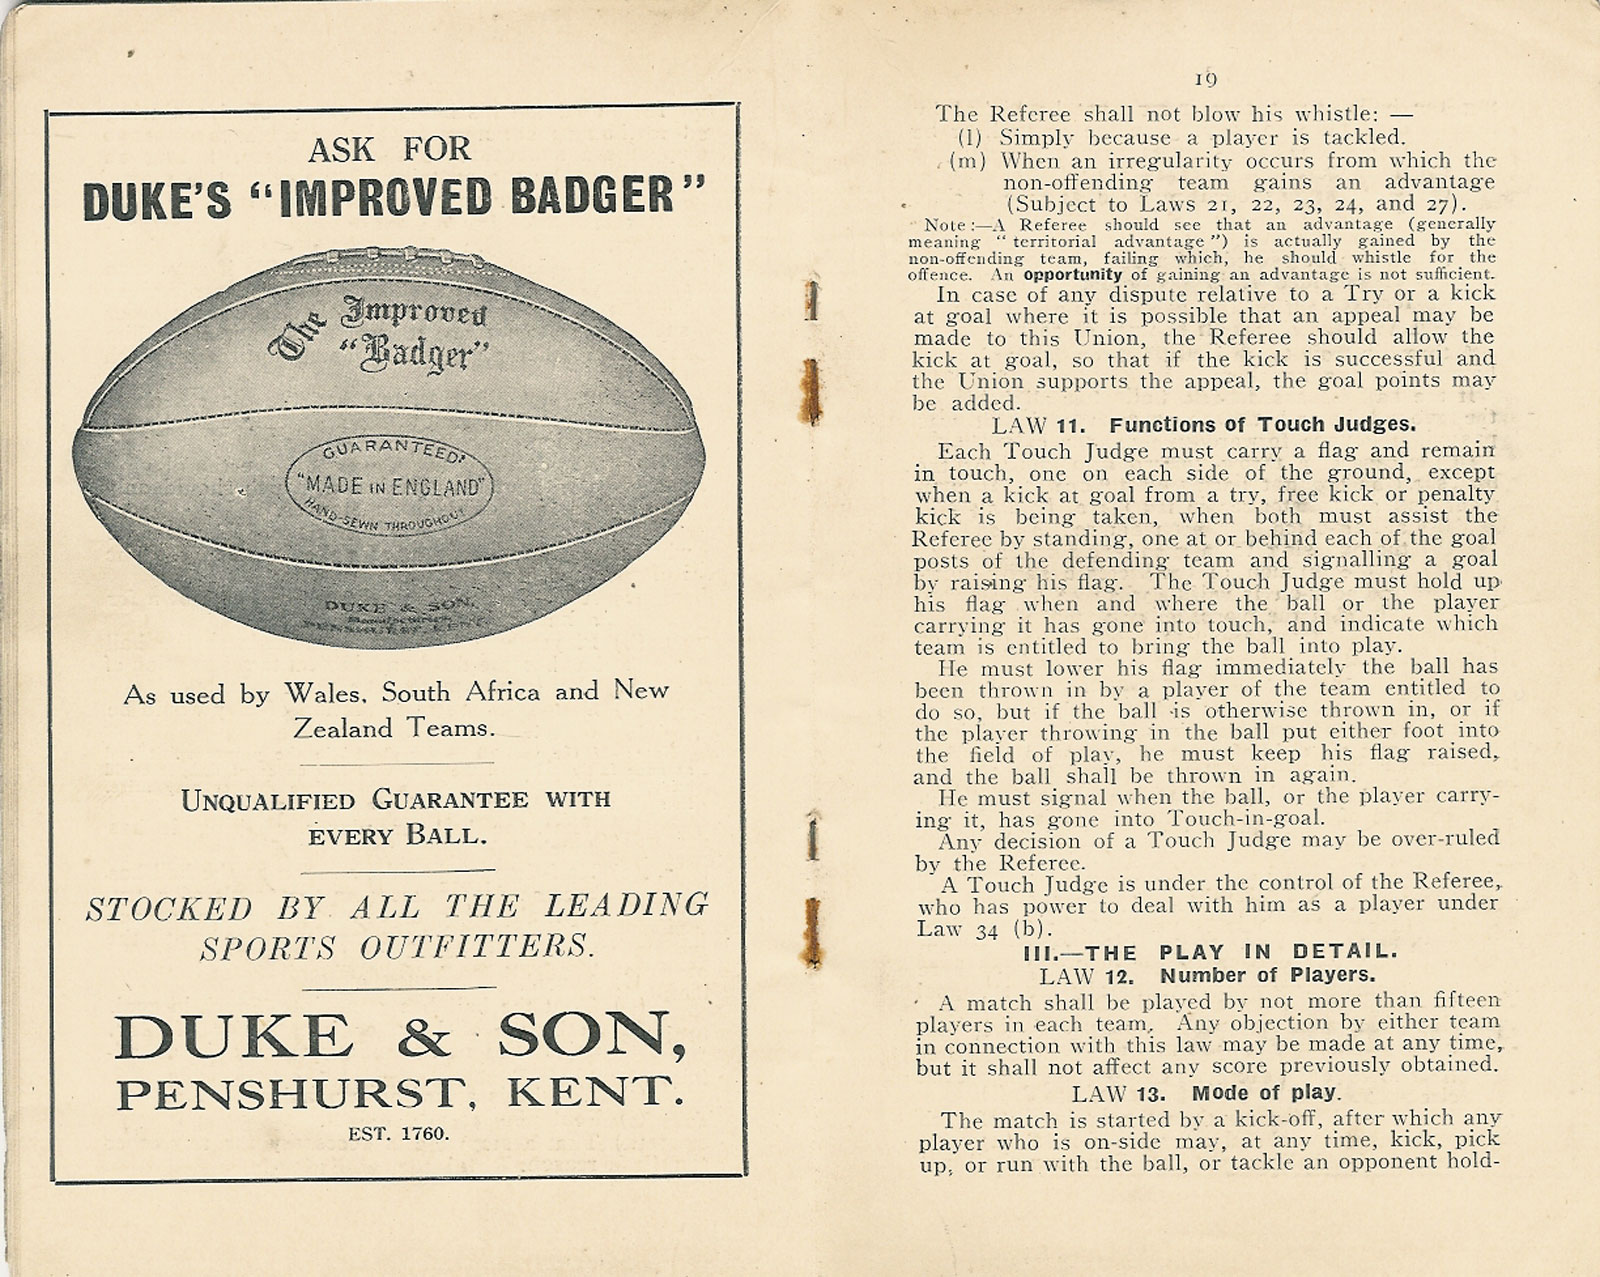 ASK FOR
DUKE'S "IMPROVED BADGER"
The Improved
"Badger"
GUARANTEED
"MADE IN ENGLAND"
HAND-SEWN THROUGHOUT
DUKE & SON,
Manufacturers,
PENSHURST, KENT.
As used by Wales, South Africa and New
Zealand Teams.
UNQUALIFIED GUARANTEE WITH
EVERY BALL.
STOCKED BY ALL THE LEADING
SPORTS OUTFITTERS.
DUKE & SON,
PENSHURST, KENT.
EST. 1760.
19
The Referee shall not blow his whistle: —
(l) Simply because a player is tackled.
(m) When an irregularity occurs from which the
non-offending team gains an advantage
(Subject to Laws 21, 22, 23, 24, and 27).
Note:—A Referee should see that an advantage (generally
meaning "territorial advantage") is actually gained by the
non-offending team, failing which, he should whistle for the
offence. An opportunity of gaining an advantage is not sufficient.
In case of any dispute relative to a Try or a kick
at goal where it is possible that an appeal may be
made to this Union, the Referee should allow the
kick at goal, so that if the kick is successful and
the Union supports the appeal, the goal points may
be added.
LAW 11. Functions of Touch Judges.
Each Touch Judge must carry a flag and remain
in touch, one on each side of the ground, except
when a kick at goal from a try, free kick or penalty
kick is being taken, when both must assist the
Referee by standing, one at or behind each of the goal
posts of the defending team and signalling a goal
by raising his flag. The Touch Judge must hold up
his flag when and where the ball or the player
carrying it has gone into touch, and indicate which
team is entitled to bring the ball into play.
He must lower his flag immediately the ball has
been thrown in by a player of the team entitled to
do so, but if the ball is otherwise thrown in, or if
the player throwing in the ball put either foot into
the field of play, he must keep his flag raised,
and the ball shall be thrown in again.
He must signal when the ball, or the player carry-
ing it, has gone into Touch-in-goal.
Any decision of a Touch Judge may be over-ruled
by the Referee.
A Touch Judge is under the control of the Referee,
who has power to deal with him as a player under
Law 34 (b).
III.—THE PLAY IN DETAIL.
LAW 12. Number of Players.
A match shall be played by not more than fifteen
players in each team. Any objection by either team
in connection with this law may be made at any time,
but it shall not affect any score previously obtained.
LAW 13. Mode of play.
The match is started by a kick-off, after which any
player who is on-side may, at any time, kick, pick
up, or run with the ball, or tackle an opponent hold-